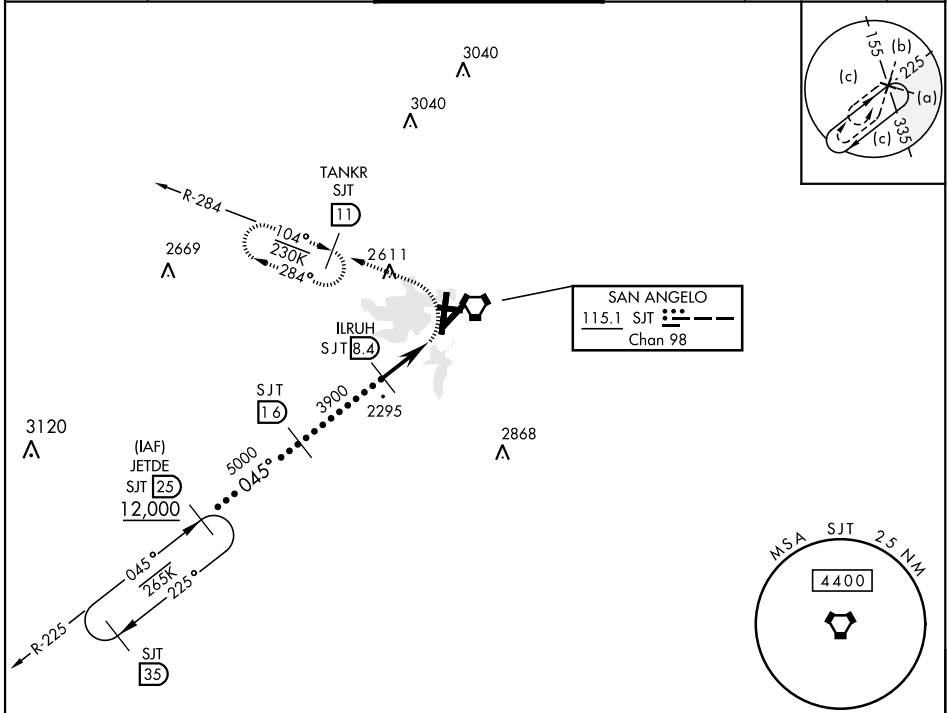 3040
3040
TANKR
SJT
11
R-284
104°
230K
284°
2669
2611
155
(b)
225
(c)
(a)
(c)
335
SAN ANGELO
115.1 SJT
Chan 98
ILRUH
SJT 8.4
2295
3900
SJT
16
5000
045°
2868
3120
(IAF)
JETDE
SJT 25
12,000
045°
265K
225°
R-225
SJT
35
MSA SJT 25 NM
4400